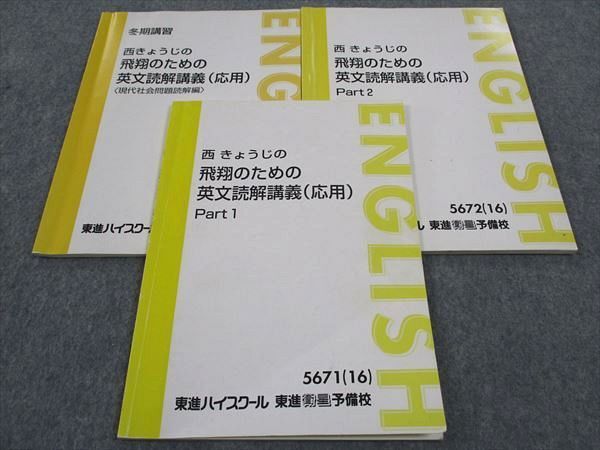 冬期講習
西きょうじの
飛翔のための
英文読解講義(応用)
〈現代社会問題読解編〉
東進ハイスクール
ENGLISH
西 きょうじの
飛翔のための
英文読解講義(応用)
Part 2
5672(16)
ール 東進衛星予備校
ENGLISH
西 きょうじの
飛翔のための
英文読解講義(応用)
Part 1
5671(16)
東進ハイスクール 東進衛星予備校
ENGLISH